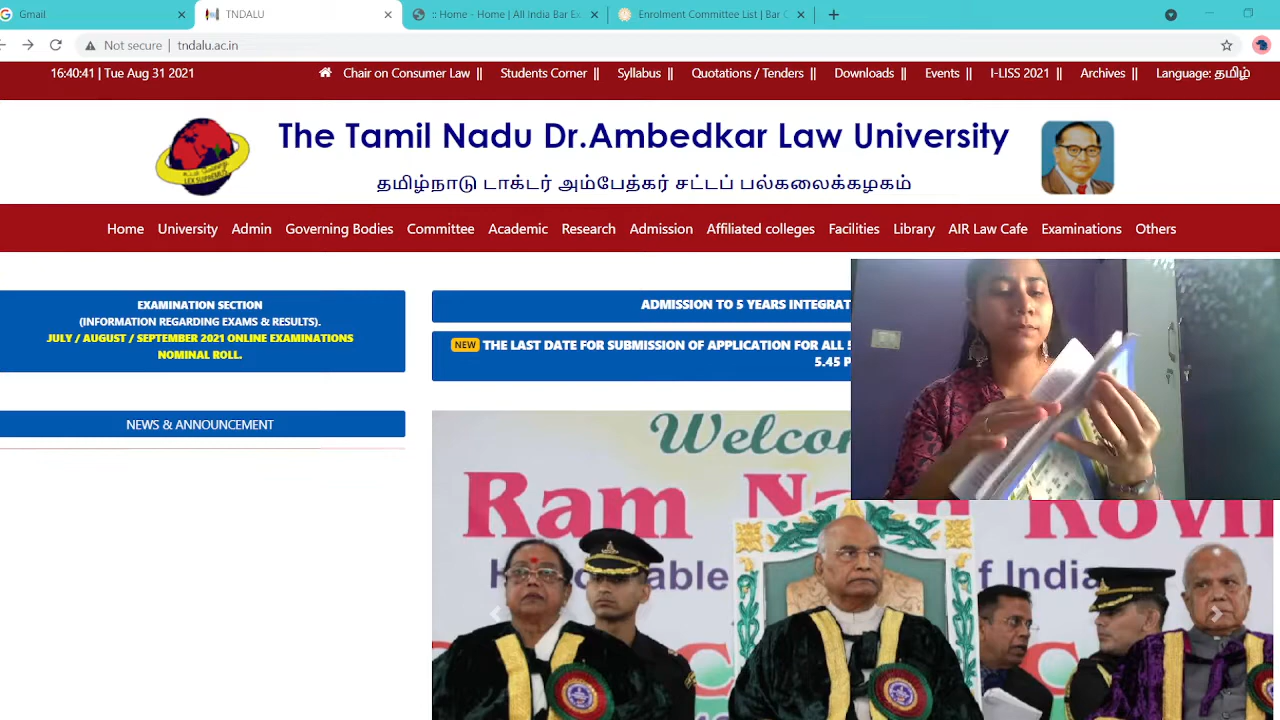 Gmail
TNDALU
:: Home - Home | All India Bar Ex
Enrolment Committee List | Bar C
Not secure | tndalu.ac.in
16:40:41 | Tue Aug 31 2021
Chair on Consumer Law || Students Corner || Syllabus || Quotations / Tenders || Downloads || Events || I-LISS 2021 || Archives || Language: தமிழ்
The Tamil Nadu Dr.Ambedkar Law University
தமிழ்நாடு டாக்டர் அம்பேத்கர் சட்டப் பல்கலைக்கழகம்
Home University Admin Governing Bodies Committee Academic Research Admission Affiliated colleges Facilities Library AIR Law Cafe Examinations Others
EXAMINATION SECTION
(INFORMATION REGARDING EXAMS & RESULTS).
JULY / AUGUST / SEPTEMBER 2021 ONLINE EXAMINATIONS
NOMINAL ROLL.
ADMISSION TO 5 YEARS INTEGRAT
NEW THE LAST DATE FOR SUBMISSION OF APPLICATION FOR ALL
5.45 P
NEWS & ANNOUNCEMENT
Welco
Ram Na Kovi
able of India